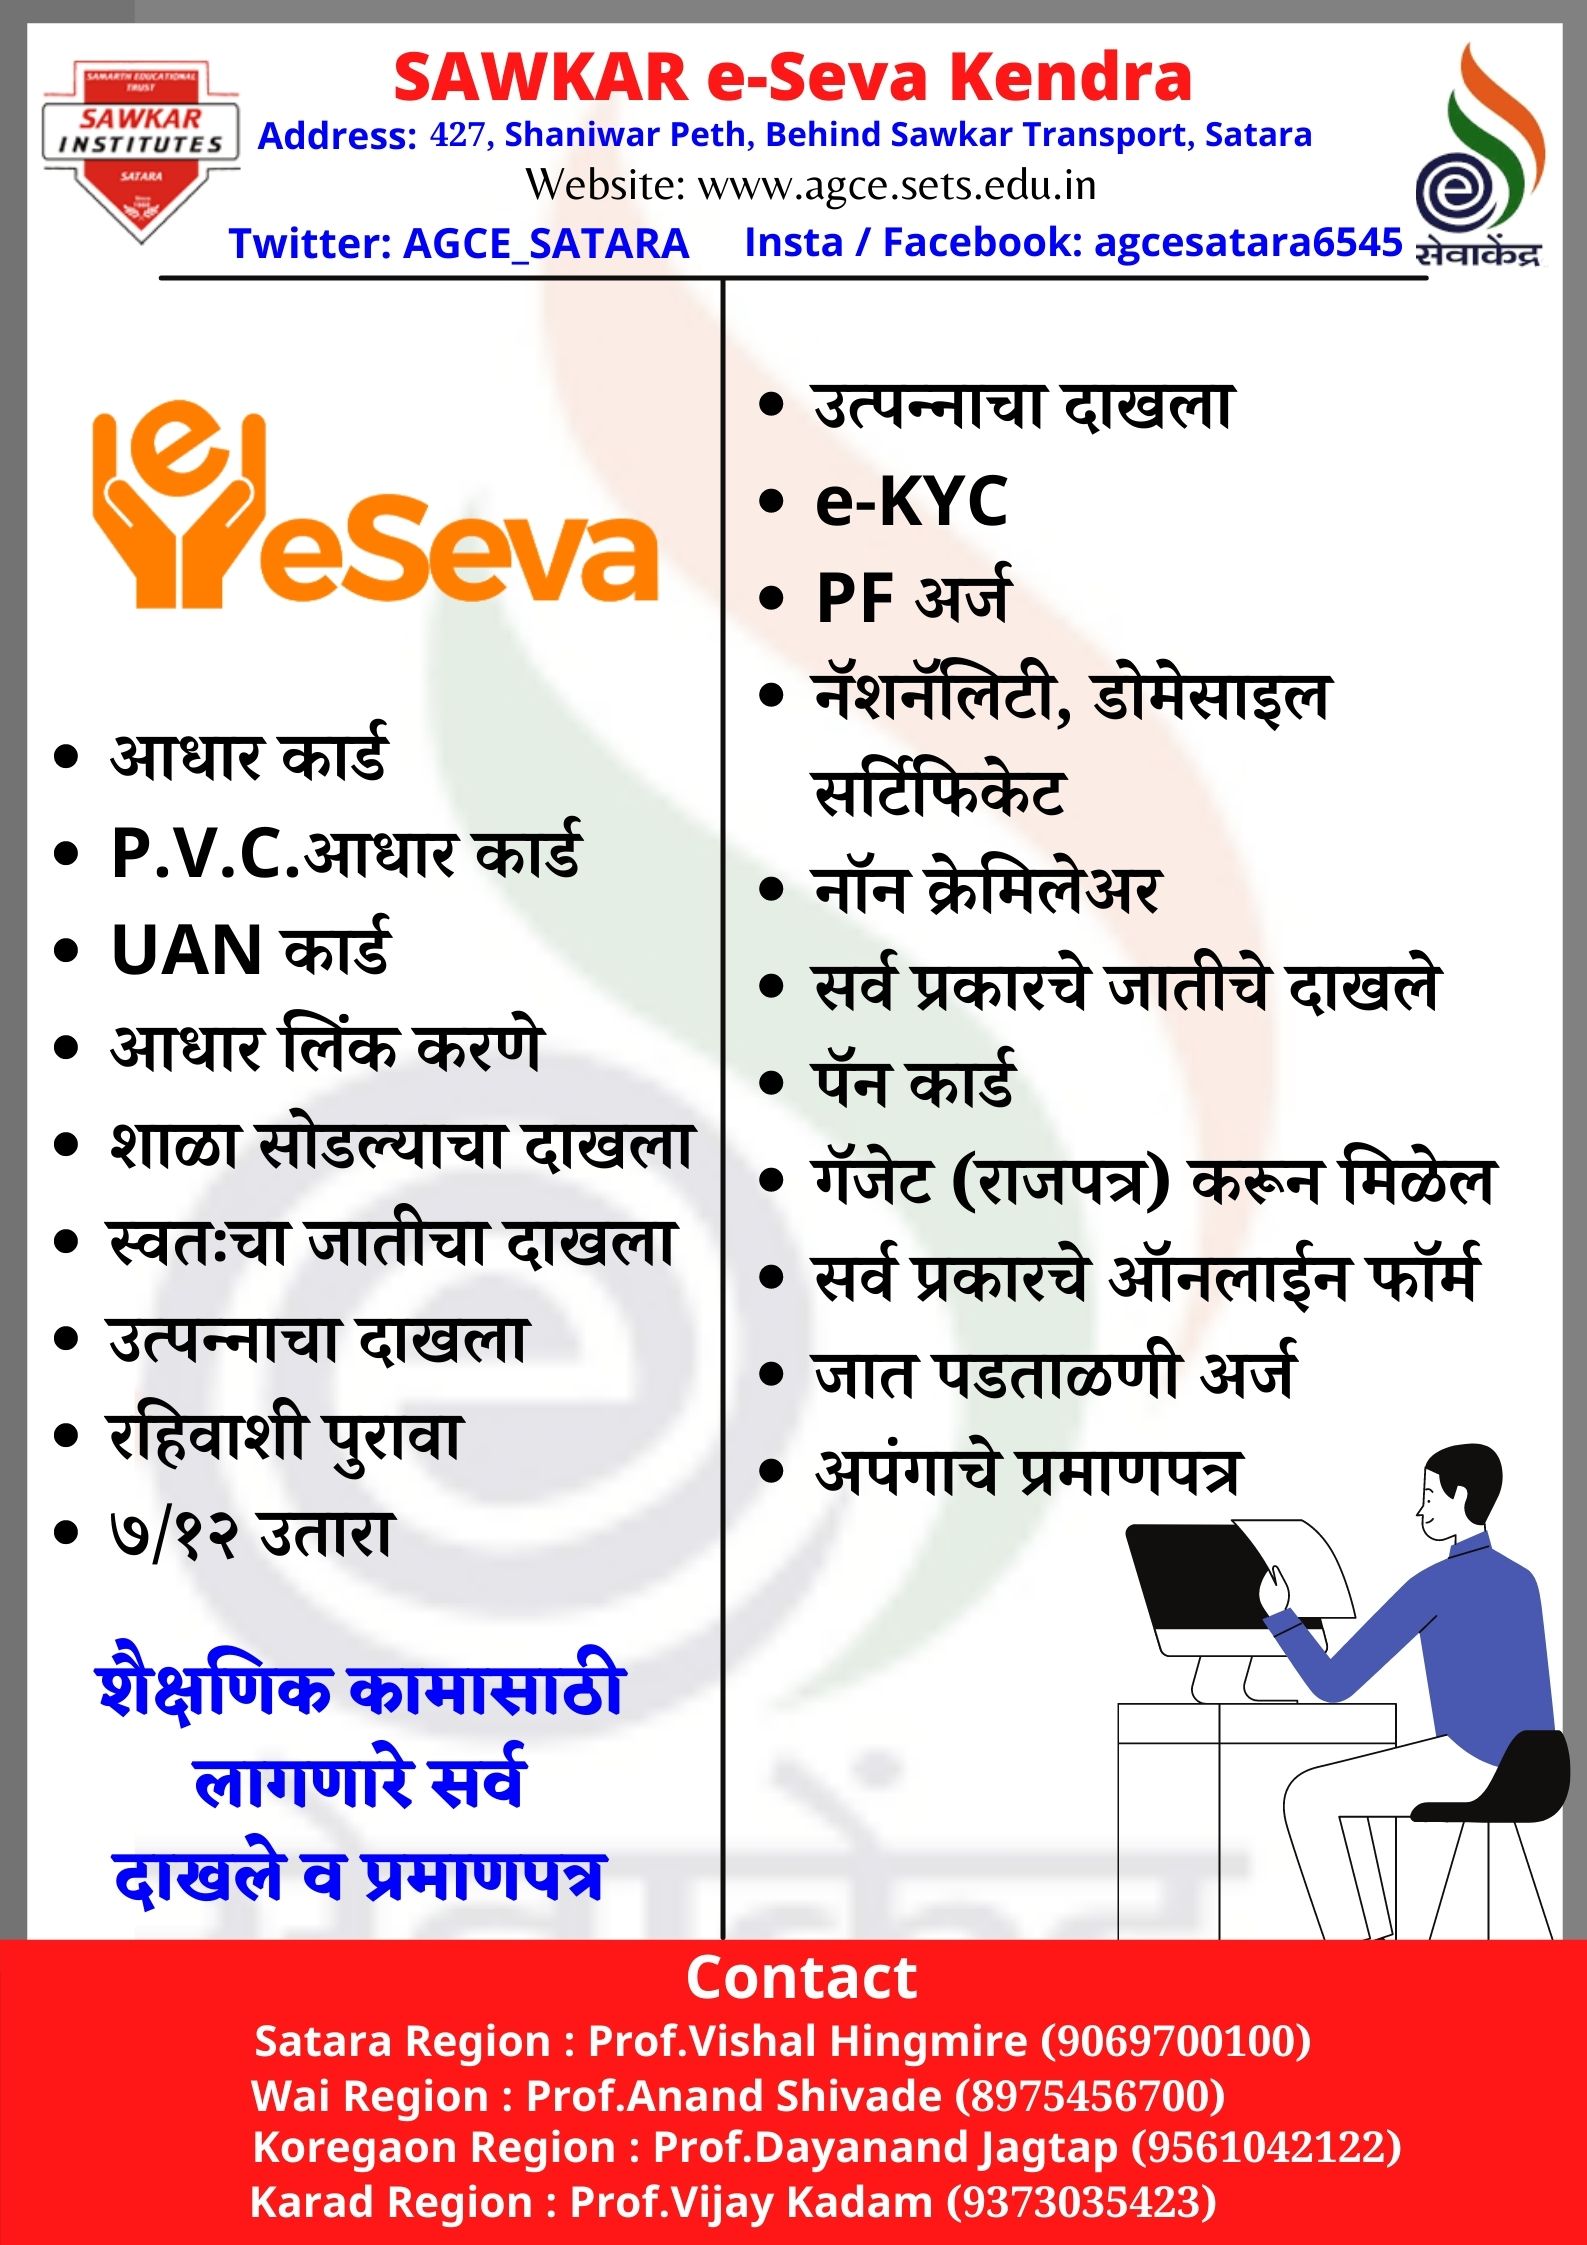 SAMARTH EDUCATIONAL
TRUST
SAWKAR
INSTITUTES
SATARA
SAWKAR e-Seva Kendra
Address: 427, Shaniwar Peth, Behind Sawkar Transport, Satara
Website: www.agce.sets.edu.in
Twitter: AGCE_SATARA Insta / Facebook: agcesatara6545
e
सेवाकेंद्र
e
eSeva
• आधार कार्ड
• P.V.C.आधार कार्ड
• UAN कार्ड
• आधार लिंक करणे
• शाळा सोडल्याचा दाखला
• स्वतःचा जातीचा दाखला
• उत्पन्नाचा दाखला
• रहिवाशी पुरावा
• ७/१२ उतारा
शैक्षणिक कामासाठी
लागणारे सर्व
दाखले व प्रमाणपत्र
• उत्पन्नाचा दाखला
• e-KYC
• PF अर्ज
• नॅशनॅलिटी, डोमेसाइल
सर्टिफिकेट
• नॉन क्रेमिलेअर
• सर्व प्रकारचे जातीचे दाखले
• पॅन कार्ड
• गॅजेट (राजपत्र) करून मिळेल
• सर्व प्रकारचे ऑनलाईन फॉर्म
• जात पडताळणी अर्ज
• अपंगाचे प्रमाणपत्र
Contact
Satara Region : Prof.Vishal Hingmire (9069700100)
Wai Region : Prof.Anand Shivade (8975456700)
Koregaon Region : Prof.Dayanand Jagtap (9561042122)
Karad Region : Prof.Vijay Kadam (9373035423)